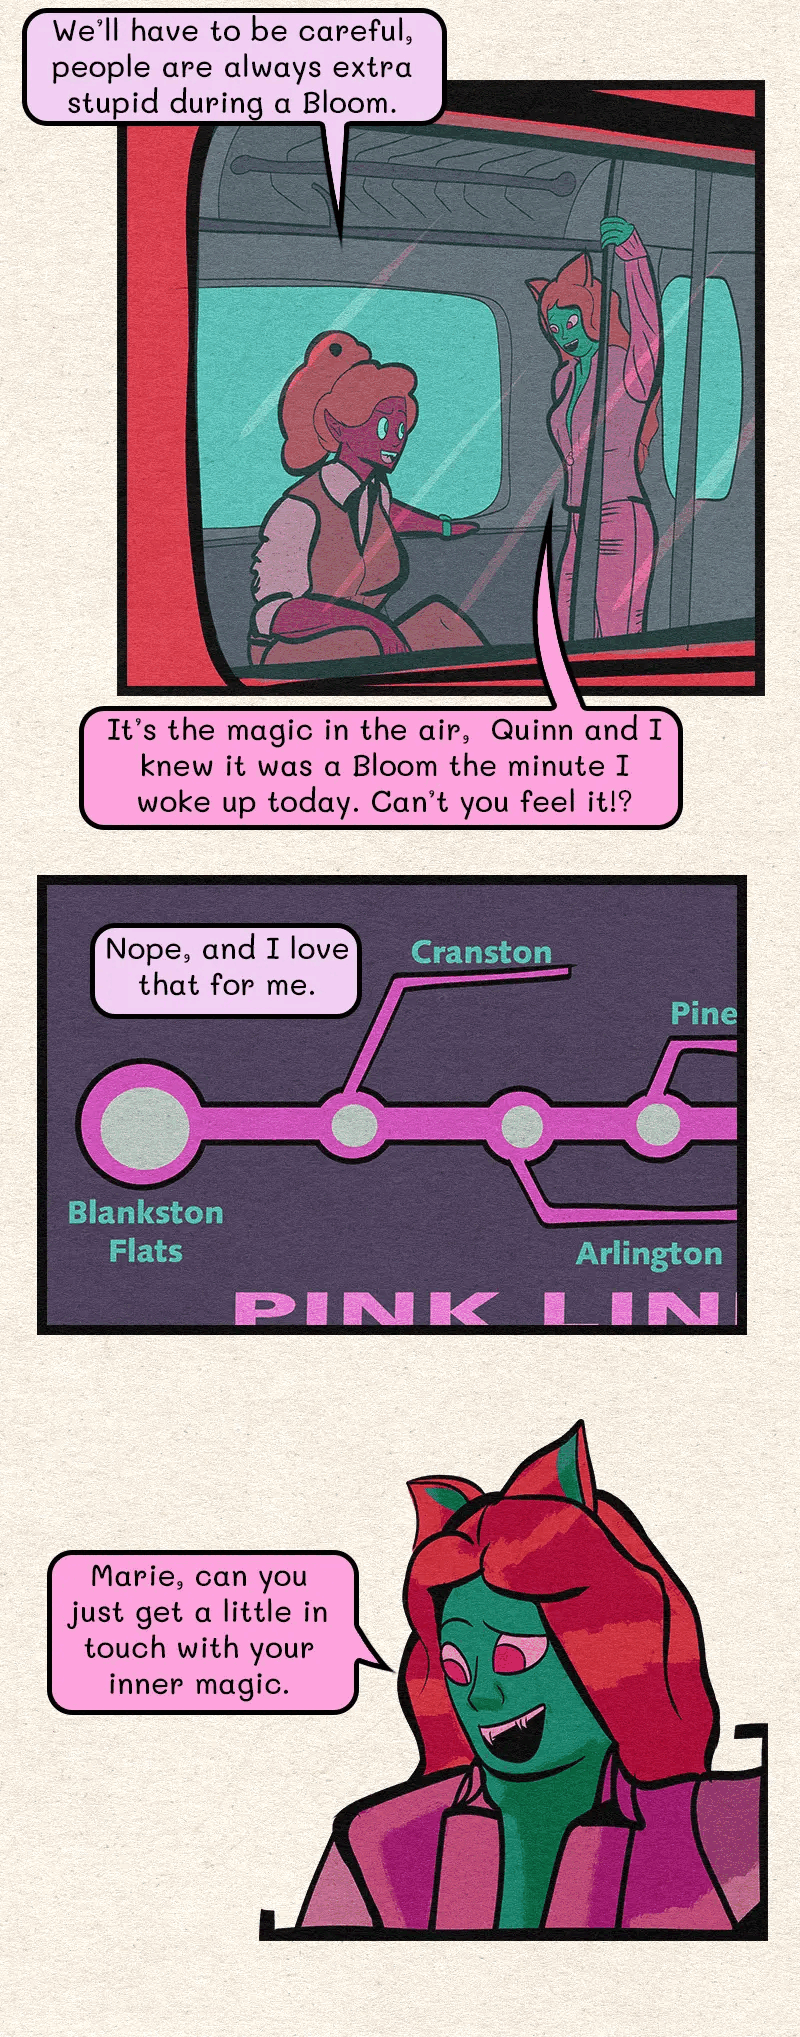 We'll have to be careful,
people are always extra
stupid during a Bloom.
It's the magic in the air, Quinn and I
knew it was a Bloom the minute I
woke up today. Can't you feel it!?
Nope, and I love
that for me.
Cranston
Pine
Blankston
Flats
Arlington
PINK LIN
Marie, can you
just get a little in
touch with your
inner magic.